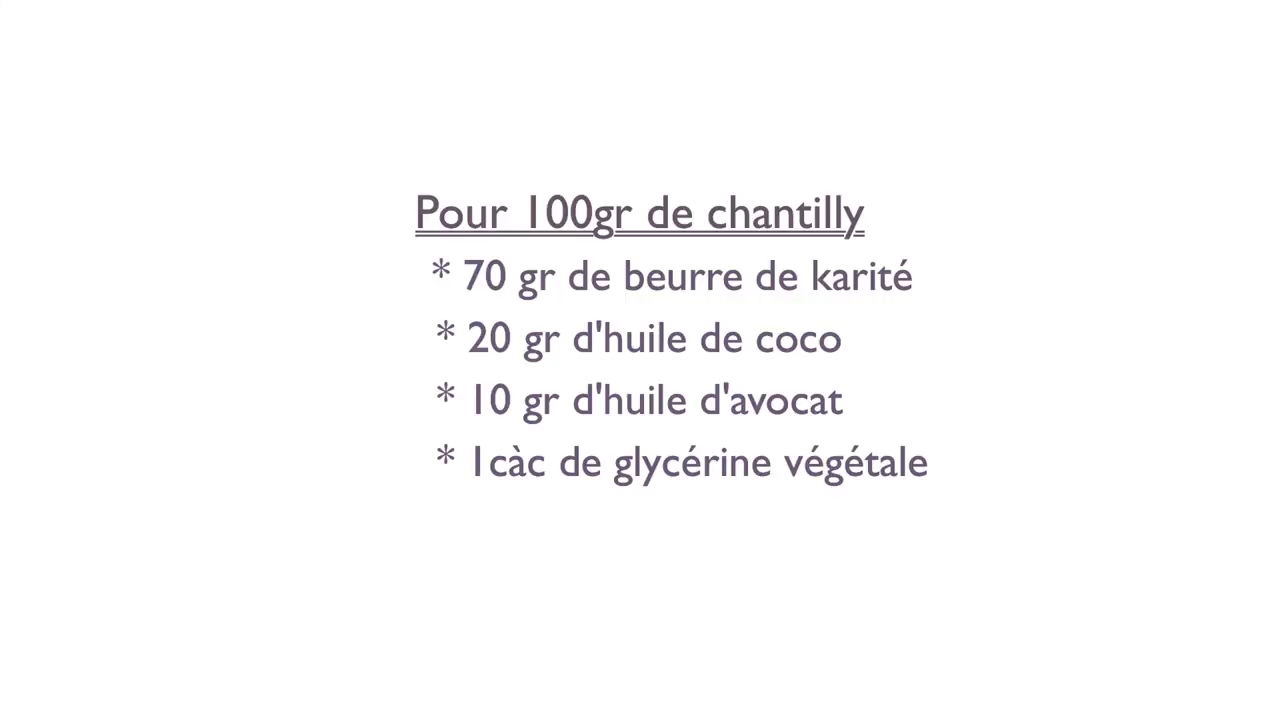 Pour 100gr de chantilly
* 70 gr de beurre de karité
* 20 gr d'huile de coco
* 10 gr d'huile d'avocat
* 1càc de glycérine végétale